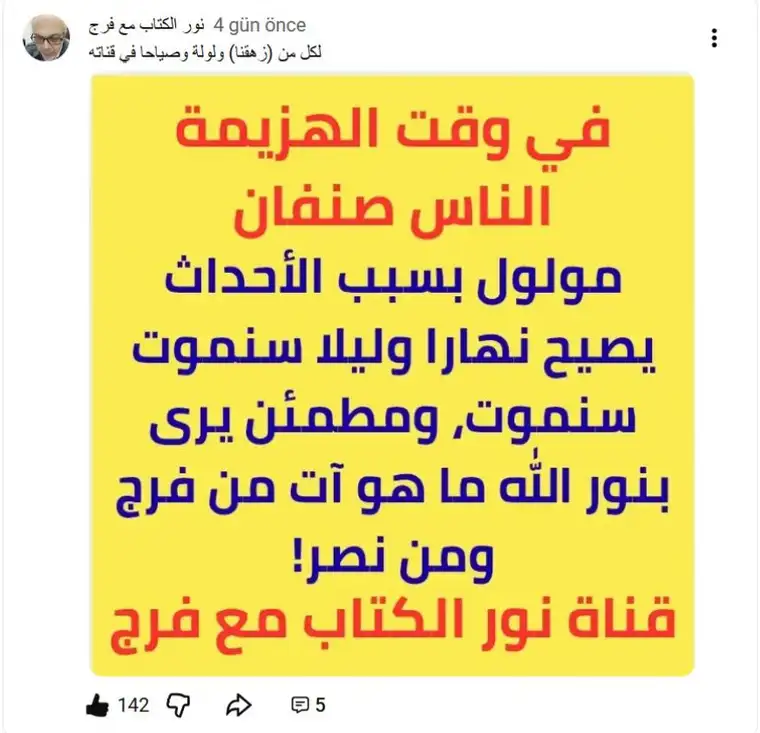 نور الكتاب مع فرج 4 gün önce
لكل من (زهقنا) ولولة وصياحا في قناته
في وقت الهزيمة
الناس صنفان
مولول بسبب الأحداث
يصيح نهارا وليلا سنموت
سنموت, ومطمئن يرى
بنور الله ما هو آت من فرج
ومن نصر!
قناة نور الكتاب مع فرج
142 5